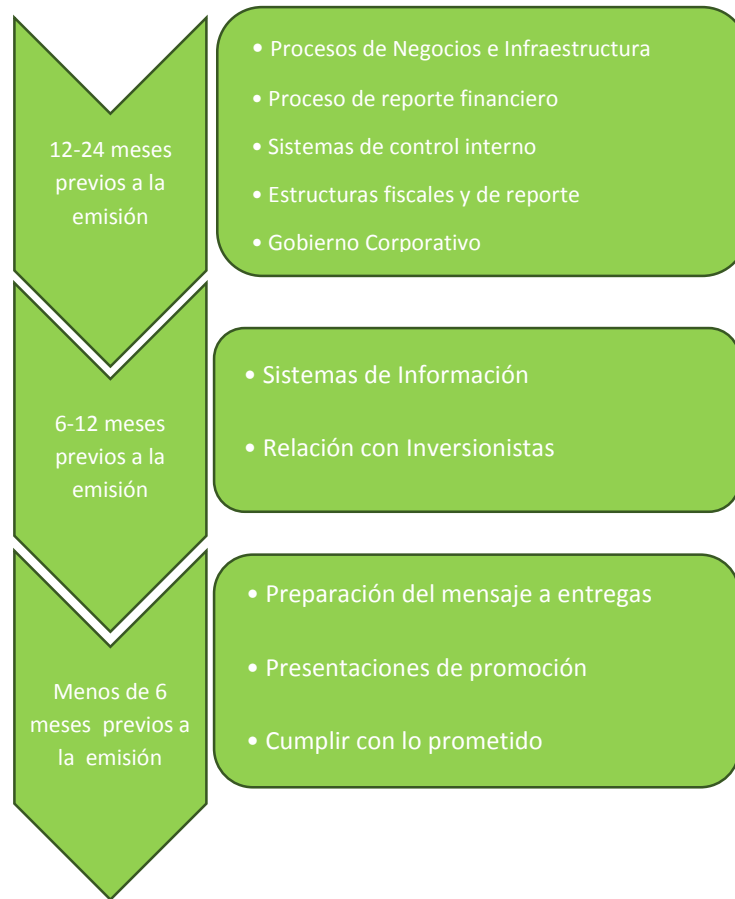 12-24 meses
previos a la
emisión
• Procesos de Negocios e Infraestructura
• Proceso de reporte financiero
• Sistemas de control interno
• Estructuras fiscales y de reporte
• Gobierno Corporativo
6-12 meses
previos a la
emisión
• Sistemas de Información
• Relación con Inversionistas
Menos de 6
meses previos a
la emisión
• Preparación del mensaje a entregas
• Presentaciones de promoción
• Cumplir con lo prometido